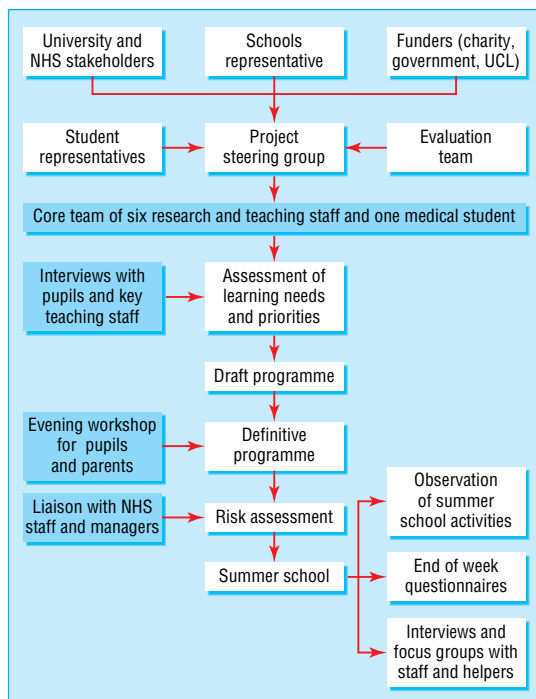 University and
NHS stakeholders
Schools
representative
Funders (charity,
government, UCL)
Student
representatives
Project
steering group
Evaluation
team
Core team of six research and teaching staff and one medical student
Interviews with
pupils and key
teaching staff
Assessment of
learning needs
and priorities
Draft programme
Evening workshop
for pupils
and parents
Definitive
programme
Liaison with NHS
staff and managers
Risk assessment
Summer school
Observation
of summer
school activities
End of week
questionnaires
Interviews and
focus groups with
staff and helpers